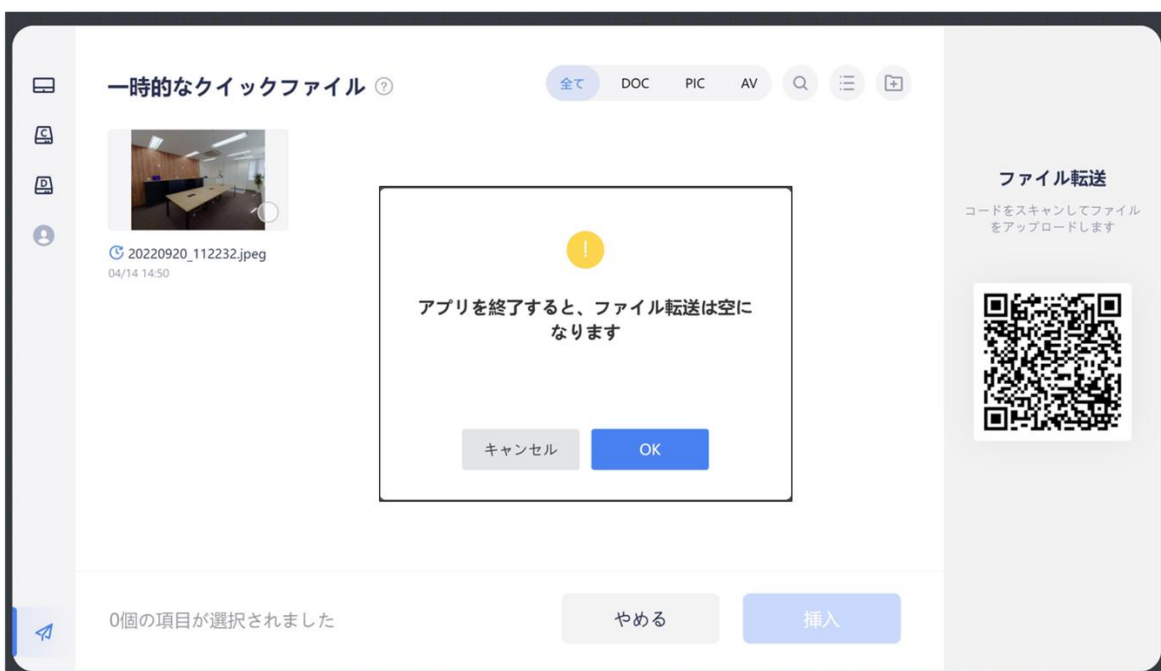 一時的なクイックファイル ?
全て DOC PIC AV
C
D
20220920_112232.jpeg
04/14 14:50
!
アプリを終了すると、ファイル転送は空に
なります
キャンセル OK
0個の項目が選択されました
やめる 挿入
ファイル転送
コードをスキャンしてファイル
をアップロードします